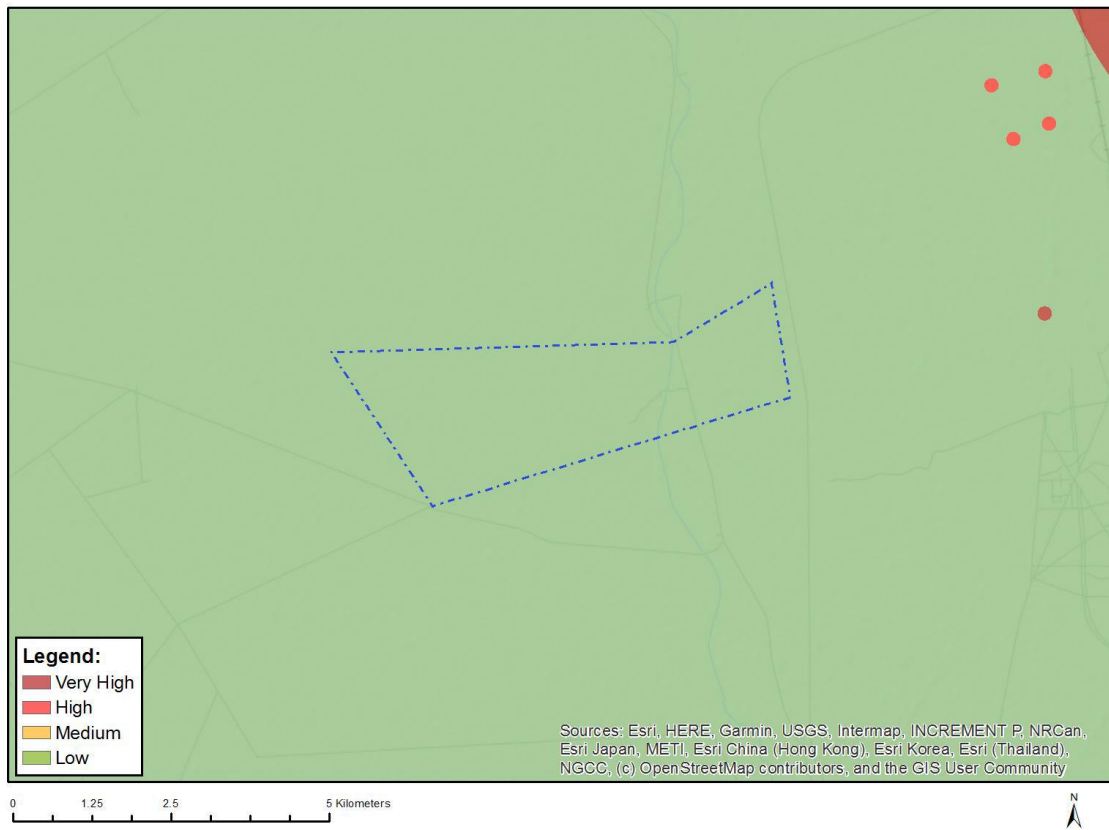 Legend:
Very High
High
Medium
Low
Sources: Esri, HERE, Garmin, USGS, Intermap, INCREMENT P, NRCan,
Esri Japan, METI, Esri China (Hong Kong), Esri Korea, Esri (Thailand),
NGCC, (c) OpenStreetMap contributors, and the GIS User Community
0 1.25 2.5 5 Kilometers
N